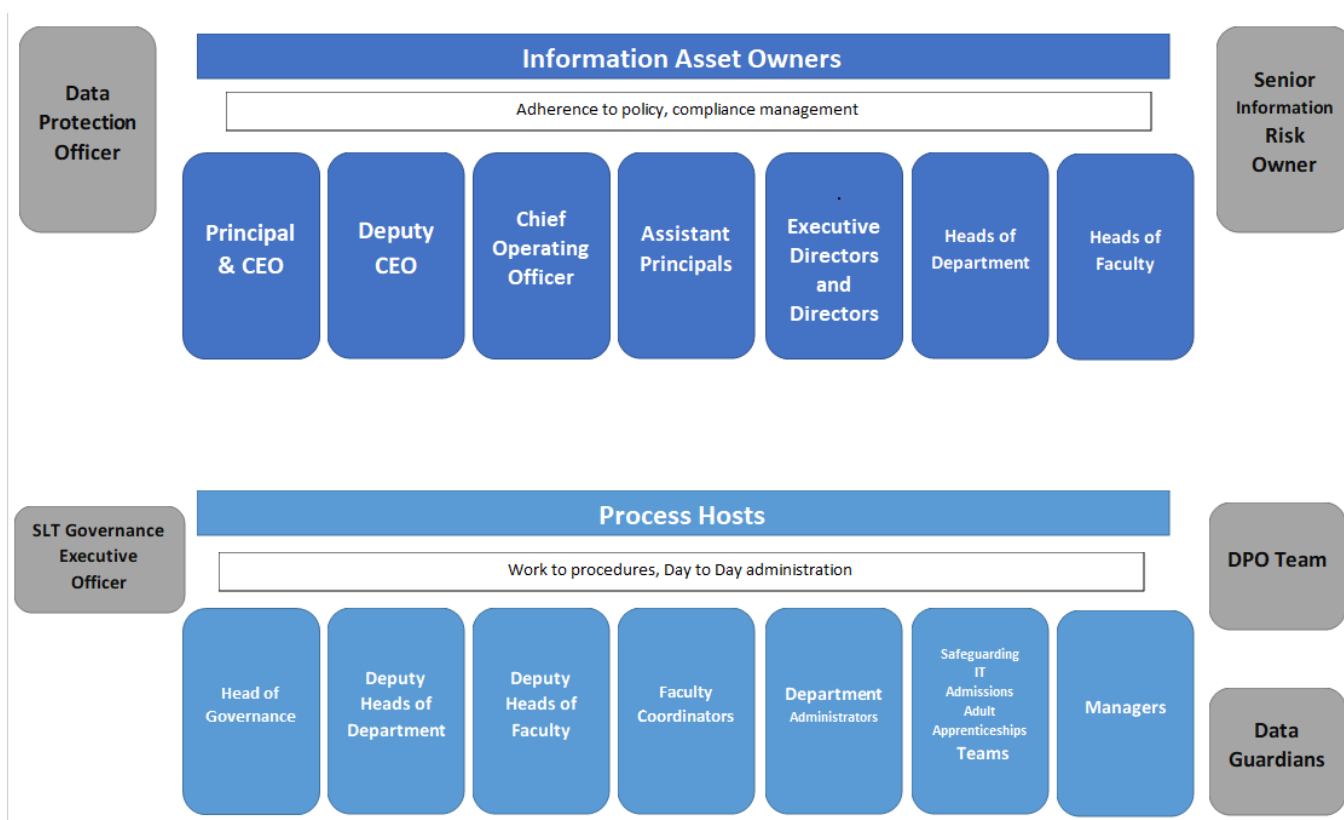 Data
Protection
Officer
Information Asset Owners
Adherence to policy, compliance management
Senior
Information
Risk
Owner
Principal
& CEO
Deputy
CEO
Chief
Operating
Officer
Assistant
Principals
.
Executive
Directors
and
Directors
Heads of
Department
Heads of
Faculty
SLT Governance
Executive
Officer
Process Hosts
Work to procedures, Day to Day administration
DPO Team
Head of
Governance
Deputy
Heads of
Department
Deputy
Heads of
Faculty
Faculty
Coordinators
Department
Administrators
Safeguarding
IT
Admissions
Adult
Apprenticeships
Teams
Managers
Data
Guardians